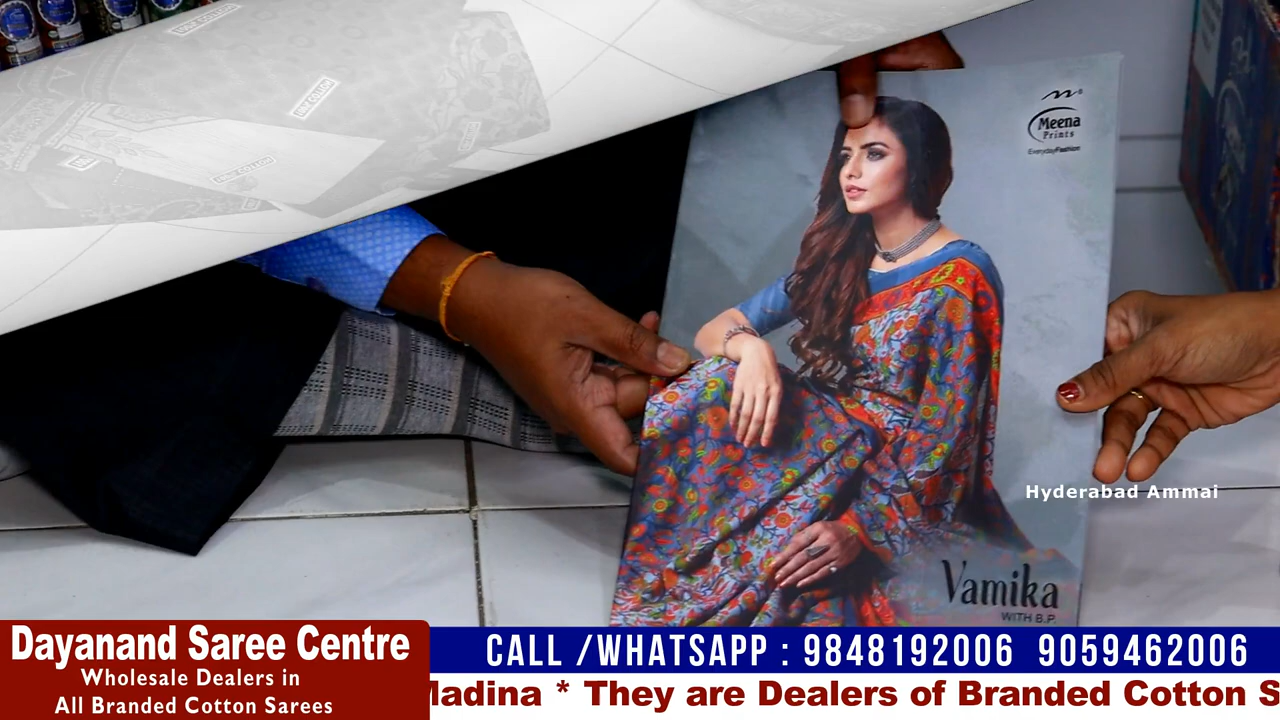 Meena
Prints
EverydayFashion
Hyderabad Ammai
Vamika
WITH B.P.
Dayanand Saree Centre
Wholesale Dealers in
All Branded Cotton Sarees
CALL /WHATSAPP : 9848192006 9059462006
Madina * They are Dealers of Branded Cotton S